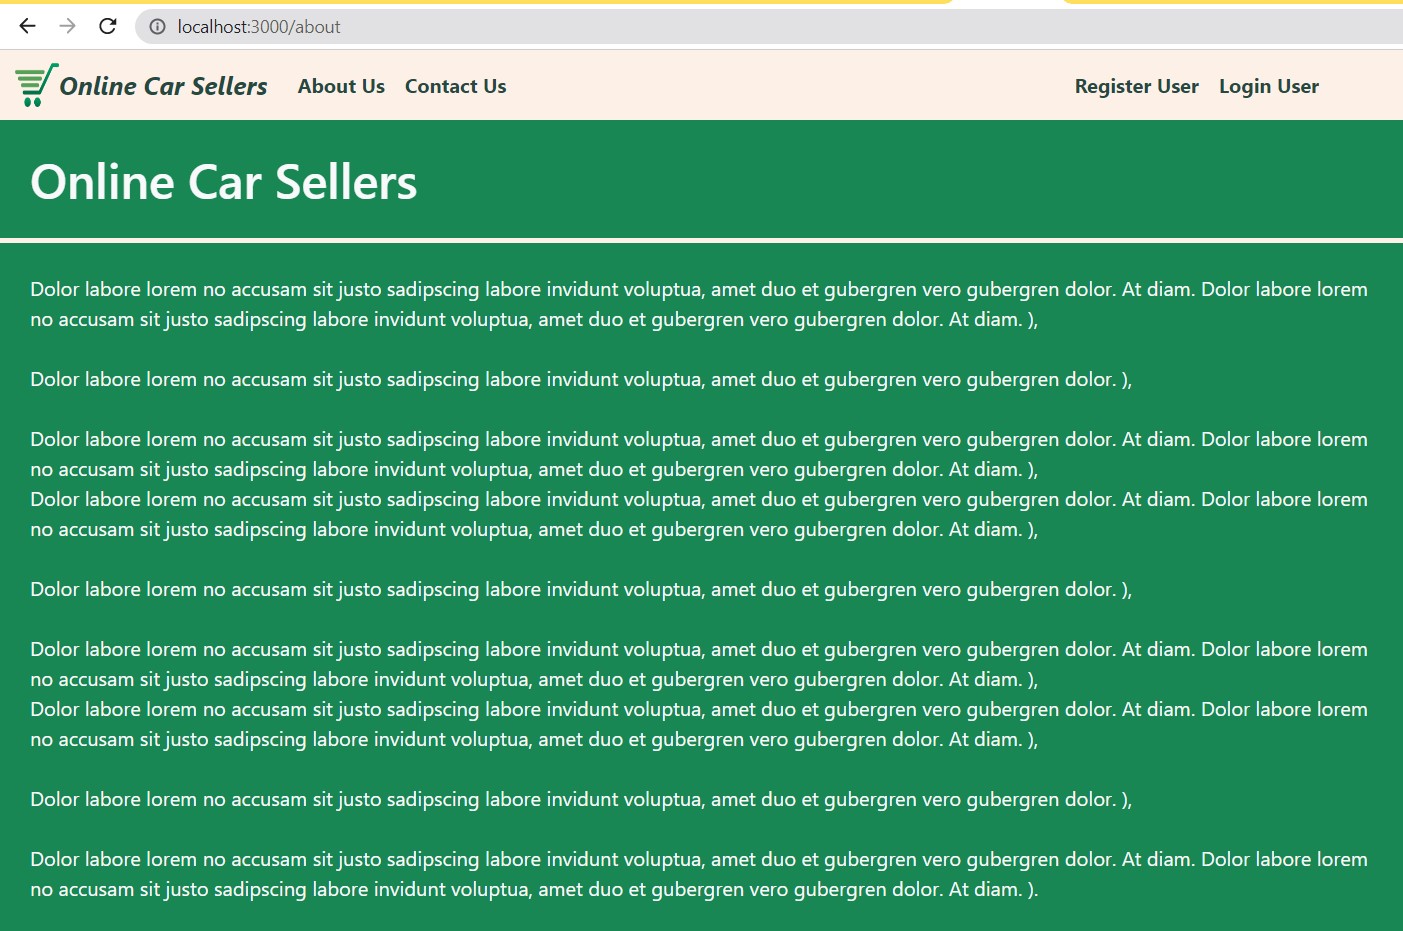 localhost:3000/about
Online Car Sellers About Us Contact Us Register User Login User
Online Car Sellers
Dolor labore lorem no accusam sit justo sadipscing labore invidunt voluptua, amet duo et gubergren vero gubergren dolor. At diam. Dolor labore lorem
no accusam sit justo sadipscing labore invidunt voluptua, amet duo et gubergren vero gubergren dolor. At diam. ),
Dolor labore lorem no accusam sit justo sadipscing labore invidunt voluptua, amet duo et gubergren vero gubergren dolor. ),
Dolor labore lorem no accusam sit justo sadipscing labore invidunt voluptua, amet duo et gubergren vero gubergren dolor. At diam. Dolor labore lorem
no accusam sit justo sadipscing labore invidunt voluptua, amet duo et gubergren vero gubergren dolor. At diam. ),
Dolor labore lorem no accusam sit justo sadipscing labore invidunt voluptua, amet duo et gubergren vero gubergren dolor. At diam. Dolor labore lorem
no accusam sit justo sadipscing labore invidunt voluptua, amet duo et gubergren vero gubergren dolor. At diam. ),
Dolor labore lorem no accusam sit justo sadipscing labore invidunt voluptua, amet duo et gubergren vero gubergren dolor. ),
Dolor labore lorem no accusam sit justo sadipscing labore invidunt voluptua, amet duo et gubergren vero gubergren dolor. At diam. Dolor labore lorem
no accusam sit justo sadipscing labore invidunt voluptua, amet duo et gubergren vero gubergren dolor. At diam. ),
Dolor labore lorem no accusam sit justo sadipscing labore invidunt voluptua, amet duo et gubergren vero gubergren dolor. At diam. Dolor labore lorem
no accusam sit justo sadipscing labore invidunt voluptua, amet duo et gubergren vero gubergren dolor. At diam. ),
Dolor labore lorem no accusam sit justo sadipscing labore invidunt voluptua, amet duo et gubergren vero gubergren dolor. ),
Dolor labore lorem no accusam sit justo sadipscing labore invidunt voluptua, amet duo et gubergren vero gubergren dolor. At diam. Dolor labore lorem
no accusam sit justo sadipscing labore invidunt voluptua, amet duo et gubergren vero gubergren dolor. At diam. ).